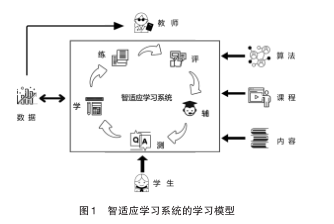 教师
练
评
算法
智适应学习系统
课程
学
辅
数据
内容
测
Q A
学生
图1 智适应学习系统的学习模型